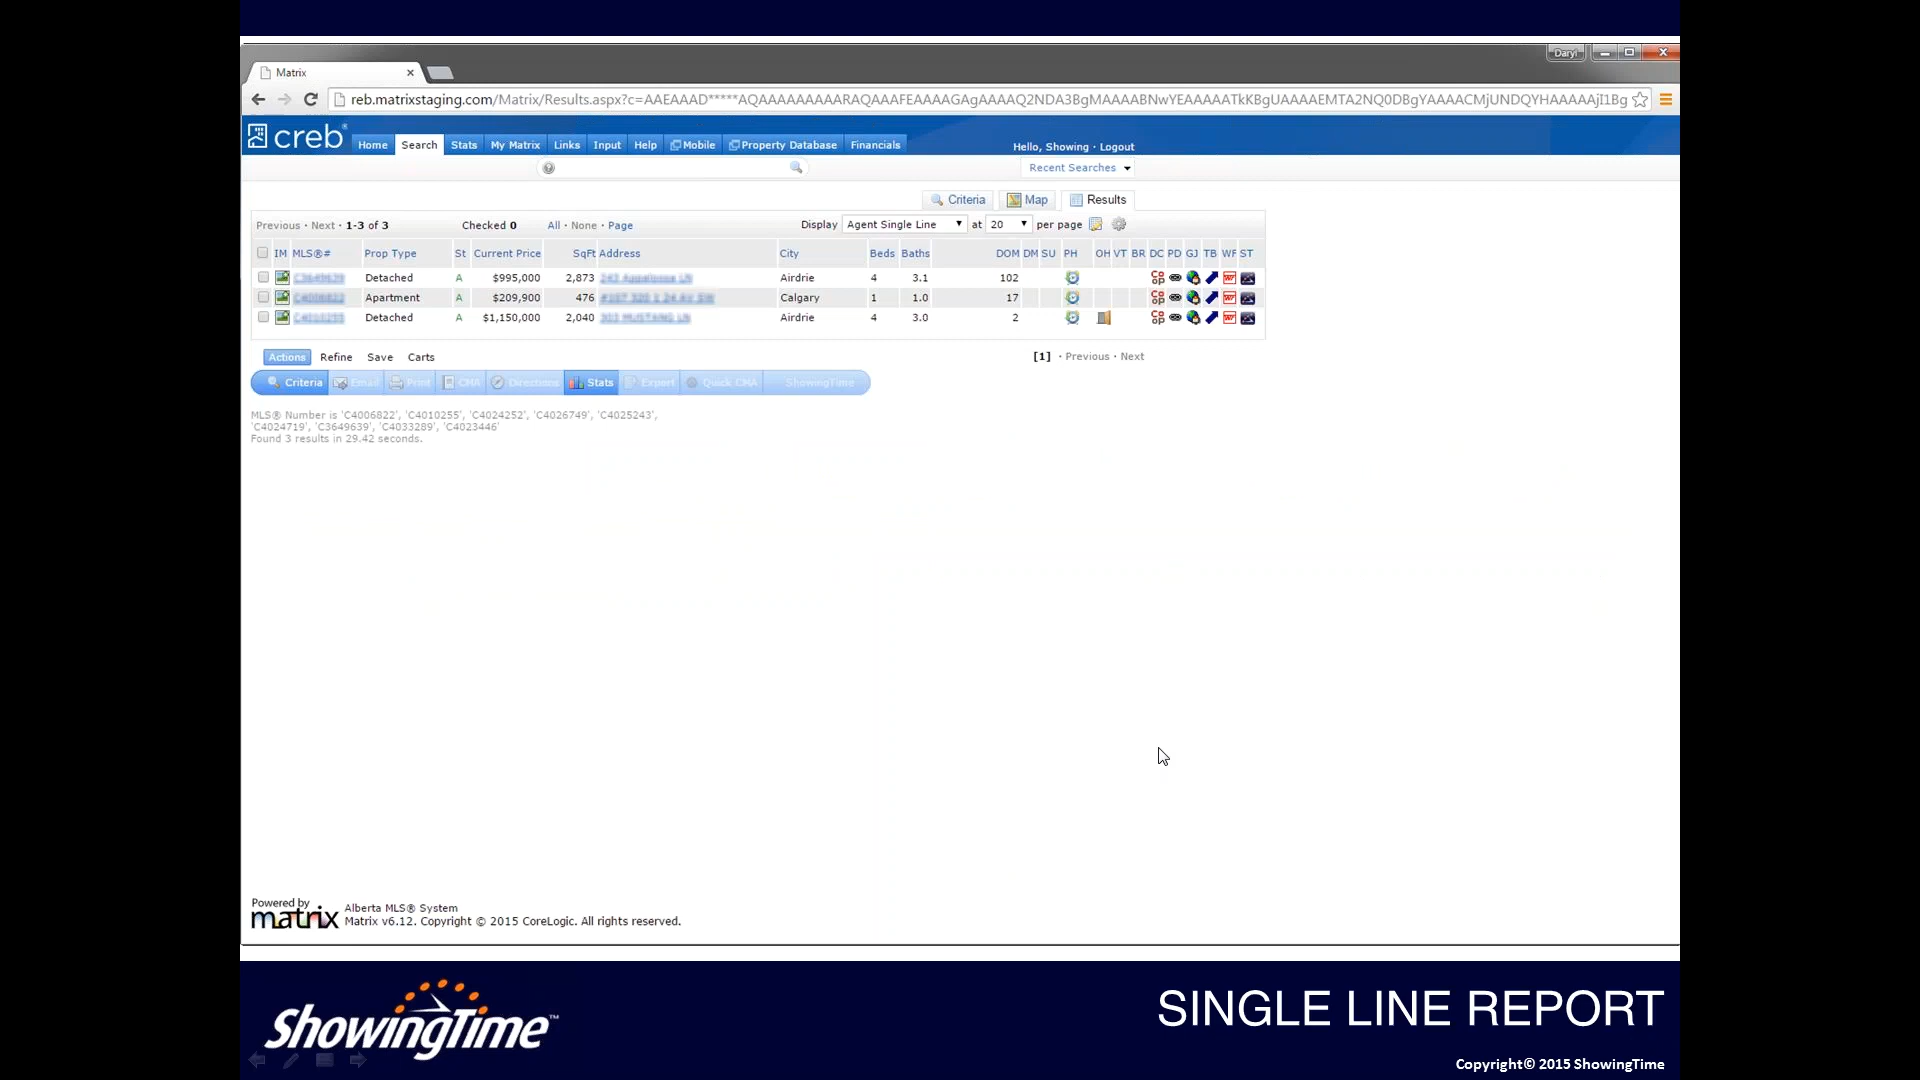 Daryl
Matrix
reb.matrixstaging.com/Matrix/Results.aspx?c=AAEAAAD*****AQAAAAAAAAARAQAAAFEAAAAGAgAAAAQ2NDA3BgMAAAABNwYEAAAAATkKBgUAAAAEMTA2NQ0DBgYAAAACMjUNDQYHAAAAAjI1Bg
creb® Home Search Stats My Matrix Links Input Help Mobile Property Database Financials Hello, Showing · Logout
Recent Searches
Criteria Map Results
Previous · Next · 1-3 of 3 Checked 0 All · None · Page Display Agent Single Line at 20 per page
IM MLS®# Prop Type St Current Price SqFt Address City Beds Baths DOM DM SU PH OH VT BR DC PD GJ TB WF ST
Detached A $995,000 2,873 Airdrie 4 3.1 102
Apartment A $209,900 476 Calgary 1 1.0 17
Detached A $1,150,000 2,040 Airdrie 4 3.0 2
Actions Refine Save Carts [1] · Previous · Next
Criteria Email Print CMA Directions Stats Export Quick CMA ShowingTime
MLS® Number is 'C4006822', 'C4010255', 'C4024252', 'C4026749', 'C4025243',
'C4024719', 'C3649639', 'C4033289', 'C4023446'
Found 3 results in 29.42 seconds.
Powered by
matrix
Alberta MLS® System
Matrix v6.12. Copyright © 2015 CoreLogic. All rights reserved.
ShowingTime™
SINGLE LINE REPORT
Copyright© 2015 ShowingTime